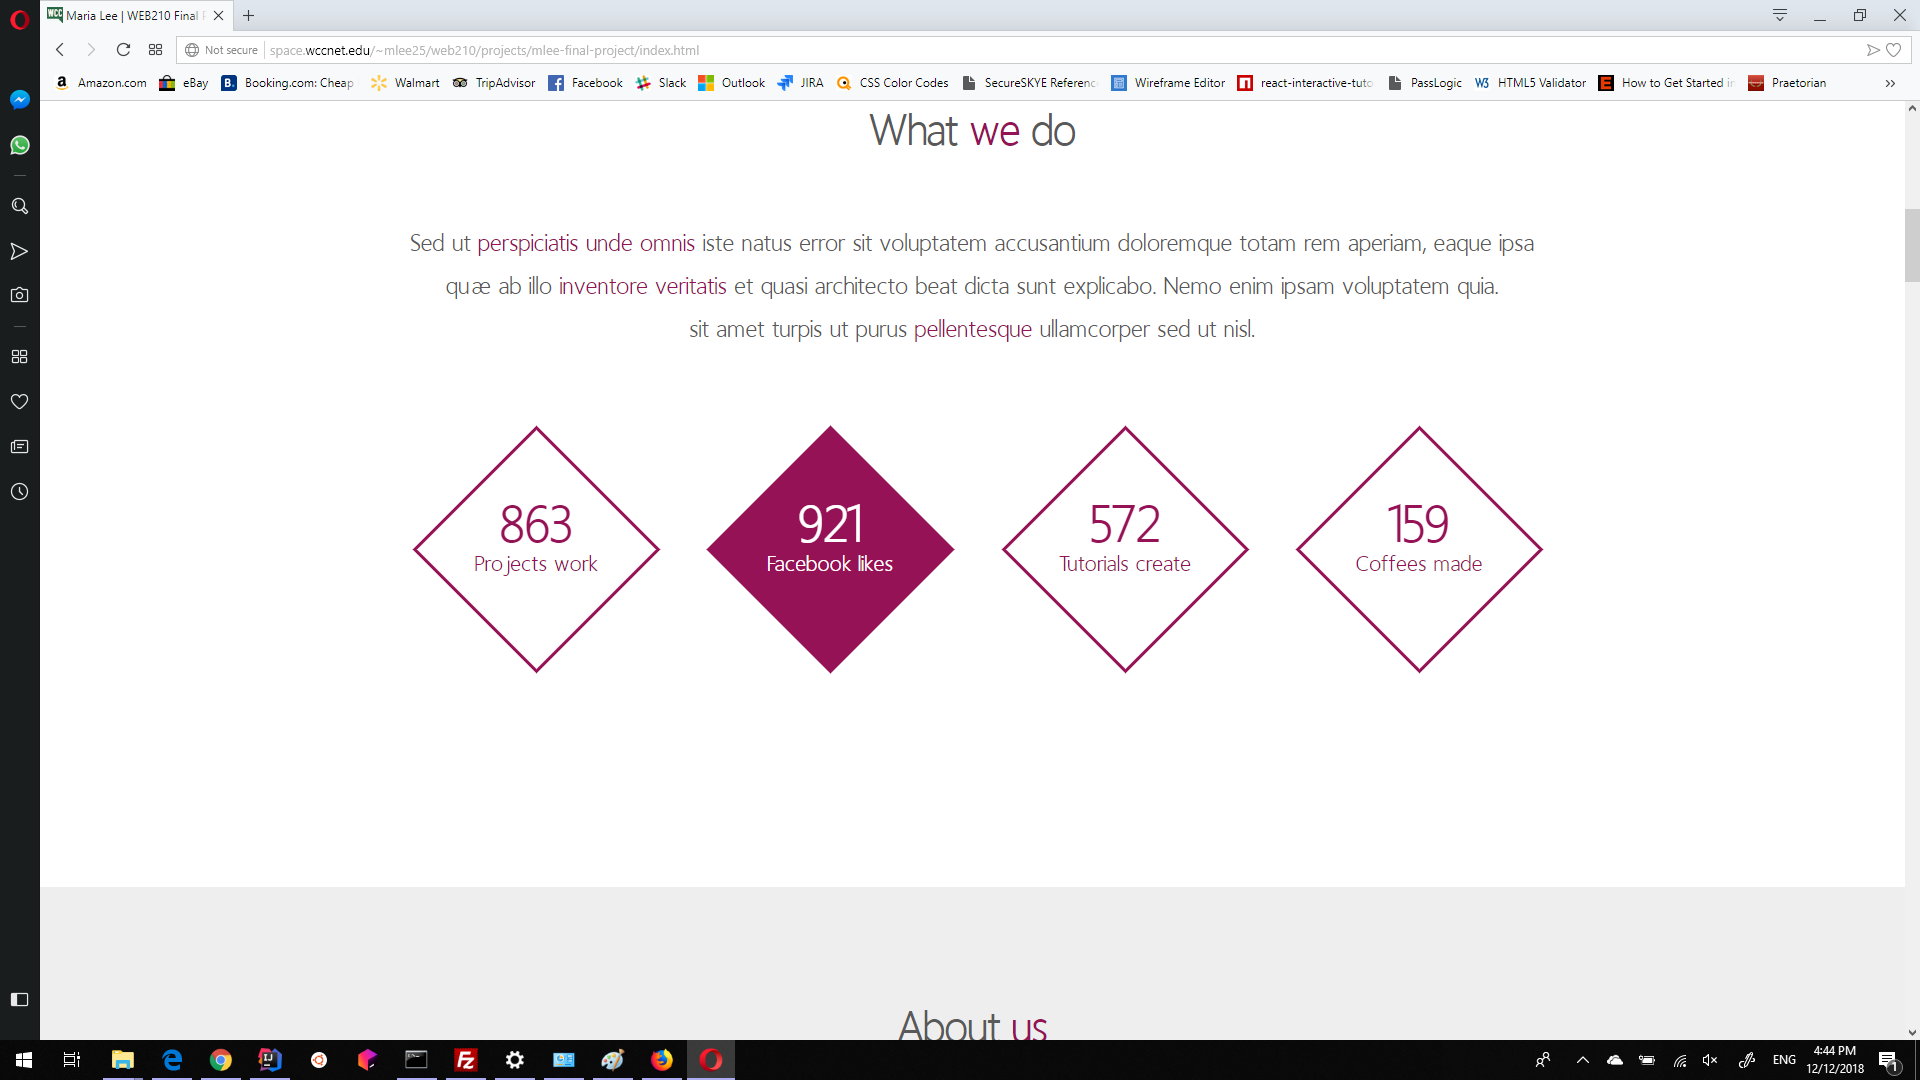 WCC Maria Lee | WEB210 Final
Not secure space.wccnet.edu/~mlee25/web210/projects/mlee-final-project/index.html
a Amazon.com eBay B. Booking.com: Cheap Walmart TripAdvisor Facebook Slack Outlook JIRA CSS Color Codes SecureSKYE Reference Wireframe Editor react-interactive-tuto PassLogic W3 HTML5 Validator E How to Get Started in Praetorian
What we do
Sed ut perspiciatis unde omnis iste natus error sit voluptatem accusantium doloremque totam rem aperiam, eaque ipsa
quæ ab illo inventore veritatis et quasi architecto beat dicta sunt explicabo. Nemo enim ipsam voluptatem quia.
sit amet turpis ut purus pellentesque ullamcorper sed ut nisl.
863 921 572 159
Projects work Facebook likes Tutorials create Coffees made
About us
ENG 4:44 PM
12/12/2018 1